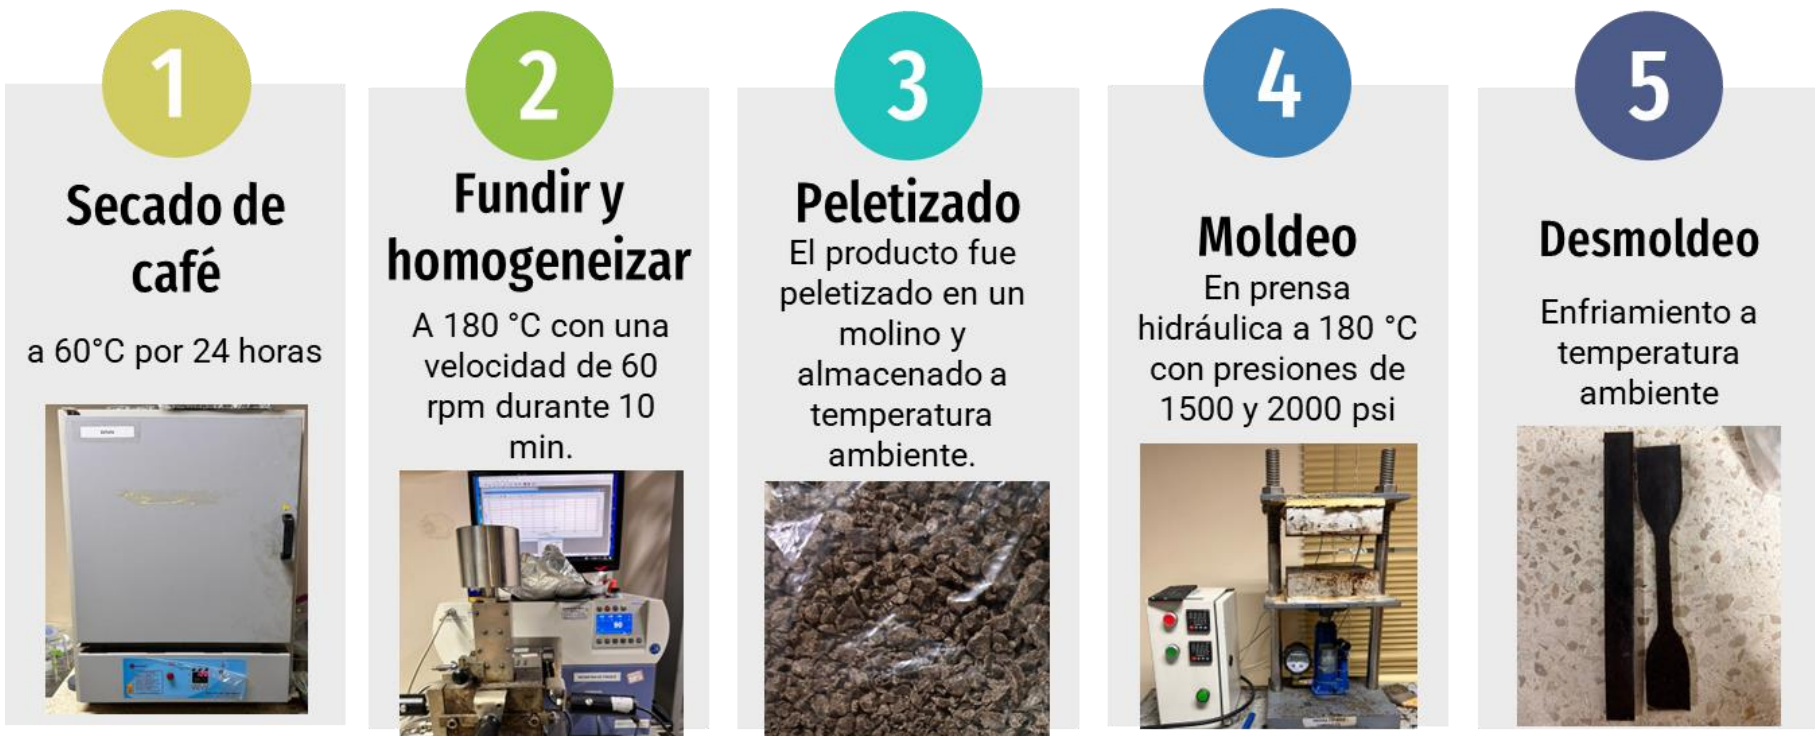 1
Secado de
café
a 60°C por 24 horas
2
Fundir y
homogeneizar
A 180 °C con una
velocidad de 60
rpm durante 10
min.
3
Peletizado
El producto fue
peletizado en un
molino y
almacenado a
temperatura
ambiente.
4
Moldeo
En prensa
hidráulica a 180 °C
con presiones de
1500 y 2000 psi
5
Desmoldeo
Enfriamiento a
temperatura
ambiente